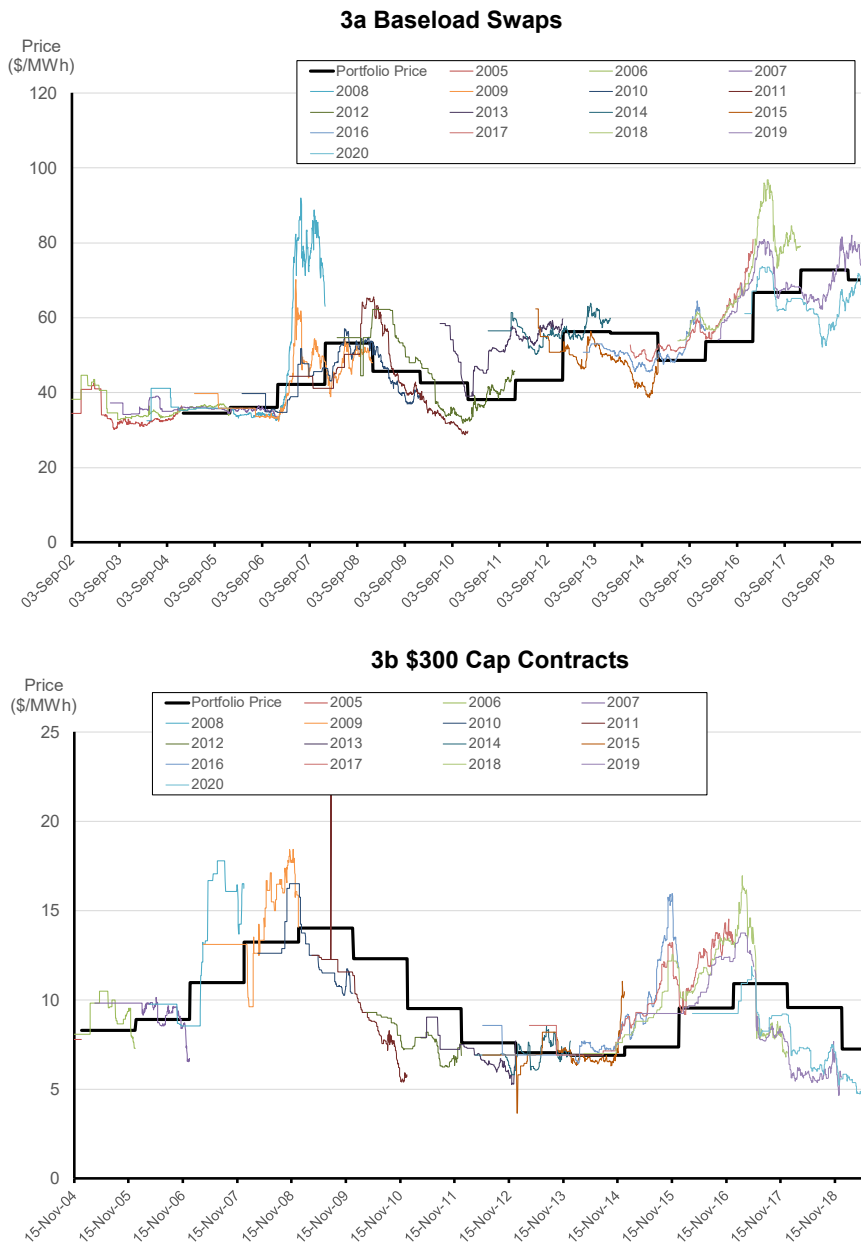 3a Baseload Swaps
Price
($/MWh)
Portfolio Price 2005 2006 2007
2008 2009 2010 2011
2012 2013 2014 2015
2016 2017 2018 2019
2020
120
100
80
60
40
20
0
03-Sep-02 03-Sep-03 03-Sep-04 03-Sep-05 03-Sep-06 03-Sep-07 03-Sep-08 03-Sep-09 03-Sep-10 03-Sep-11 03-Sep-12 03-Sep-13 03-Sep-14 03-Sep-15 03-Sep-16 03-Sep-17 03-Sep-18
3b $300 Cap Contracts
Price
($/MWh)
Portfolio Price 2005 2006 2007
2008 2009 2010 2011
2012 2013 2014 2015
2016 2017 2018 2019
2020
25
20
15
10
5
0
15-Nov-04 15-Nov-05 15-Nov-06 15-Nov-07 15-Nov-08 15-Nov-09 15-Nov-10 15-Nov-11 15-Nov-12 15-Nov-13 15-Nov-14 15-Nov-15 15-Nov-16 15-Nov-17 15-Nov-18